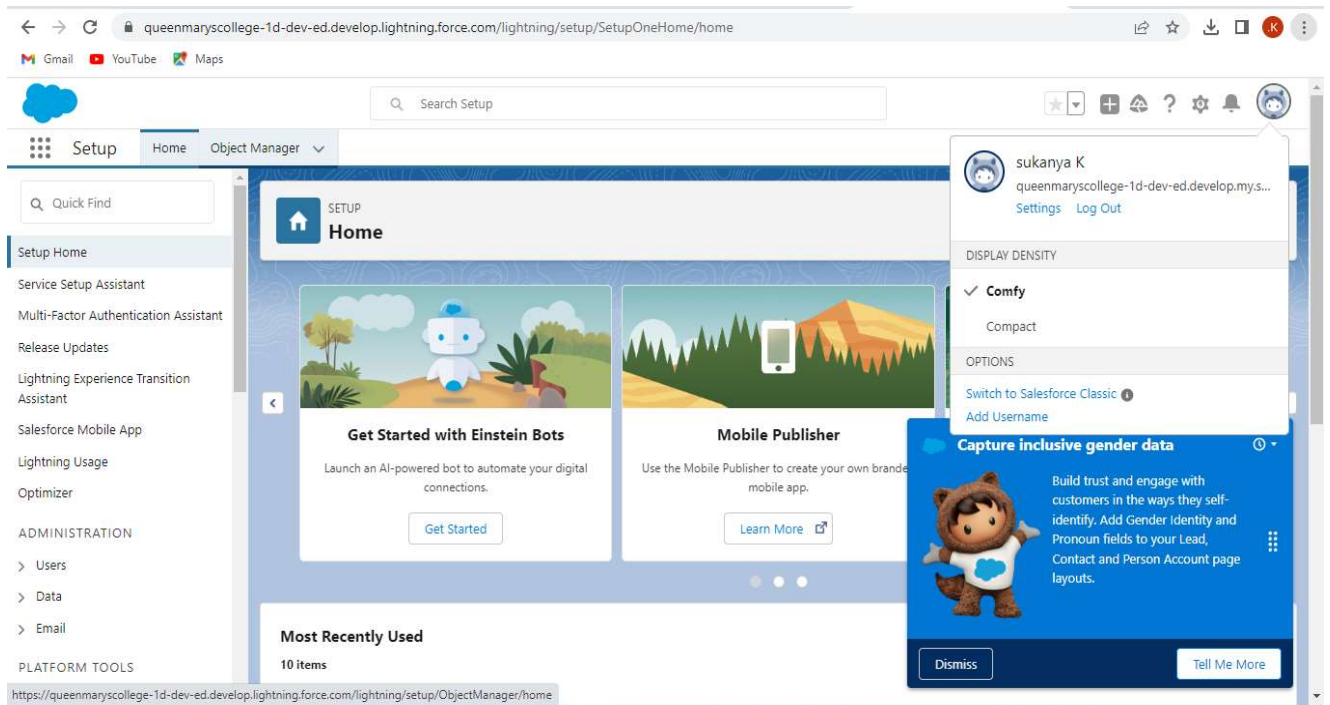 queenmaryscollege-1d-dev-ed.develop.lightning.force.com/lightning/setup/SetupOneHome/home
.K
Gmail YouTube Maps
Search Setup
Setup Home Object Manager
Quick Find
Setup Home
Service Setup Assistant
Multi-Factor Authentication Assistant
Release Updates
Lightning Experience Transition
Assistant
Salesforce Mobile App
Lightning Usage
Optimizer
ADMINISTRATION
Users
Data
Email
PLATFORM TOOLS
SETUP
Home
Get Started with Einstein Bots
Launch an AI-powered bot to automate your digital
connections.
Get Started
Mobile Publisher
Use the Mobile Publisher to create your own brande
mobile app.
Learn More
Most Recently Used
10 items
sukanya K
queenmaryscollege-1d-dev-ed.develop.my.s...
Settings Log Out
DISPLAY DENSITY
Comfy
Compact
OPTIONS
Switch to Salesforce Classic
Add Username
Capture inclusive gender data
Build trust and engage with
customers in the ways they self-
identify. Add Gender Identity and
Pronoun fields to your Lead,
Contact and Person Account page
layouts.
Dismiss Tell Me More
https://queenmaryscollege-1d-dev-ed.develop.lightning.force.com/lightning/setup/ObjectManager/home